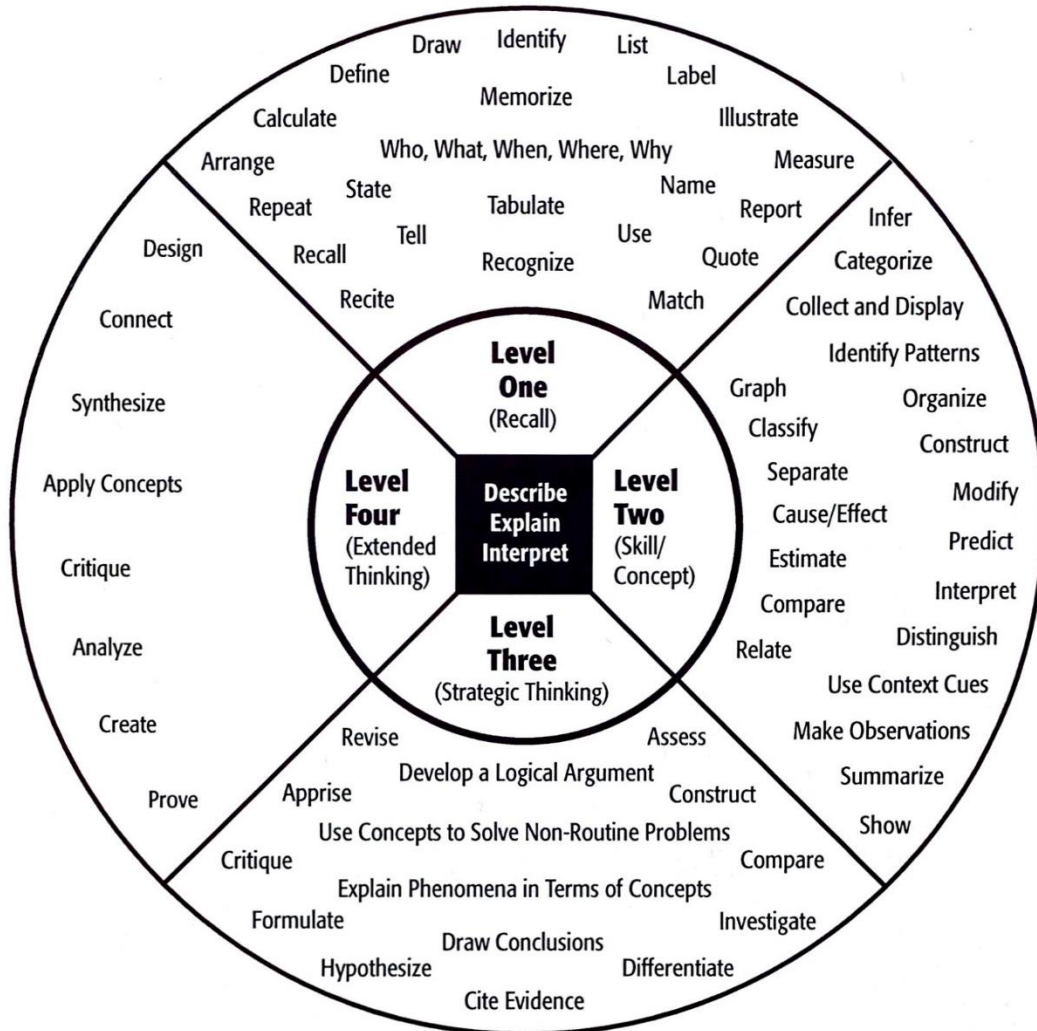 Draw
Identify
List
Define
Label
Memorize
Calculate
Illustrate
Who, What, When, Where, Why
Arrange
Measure
State
Name
Repeat
Tabulate
Report
Tell
Use
Recall
Recognize
Quote
Recite
Match
Infer
Categorize
Collect and Display
Identify Patterns
Graph
Organize
Classify
Construct
Separate
Modify
Cause/Effect
Predict
Estimate
Interpret
Compare
Distinguish
Relate
Use Context Cues
Make Observations
Summarize
Show
Level
One
(Recall)
Level
Two
(Skill/
Concept)
Describe
Explain
Interpret
Level
Four
(Extended
Thinking)
Level
Three
(Strategic Thinking)
Revise
Assess
Develop a Logical Argument
Apprise
Construct
Use Concepts to Solve Non-Routine Problems
Critique
Compare
Explain Phenomena in Terms of Concepts
Formulate
Investigate
Draw Conclusions
Hypothesize
Differentiate
Cite Evidence
Design
Connect
Synthesize
Apply Concepts
Critique
Analyze
Create
Prove